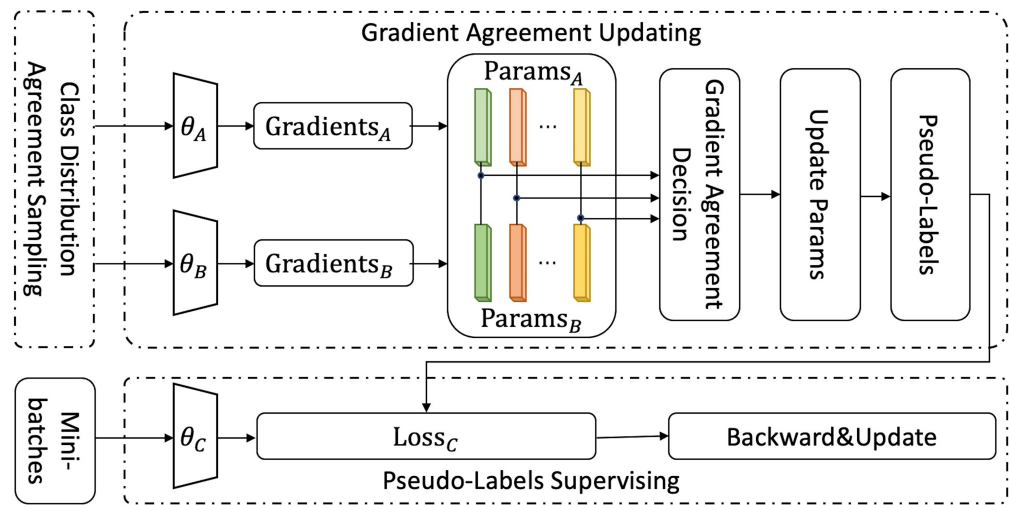 Gradient Agreement Updating
Class Distribution
Agreement Sampling
θ_A
Gradients_A
Params_A
...
θ_B
Gradients_B
...
Params_B
Gradient Agreement
Decision
Update Params
Pseudo-Labels
Mini-
batches
θ_C
Loss_C
Backward&Update
Pseudo-Labels Supervising